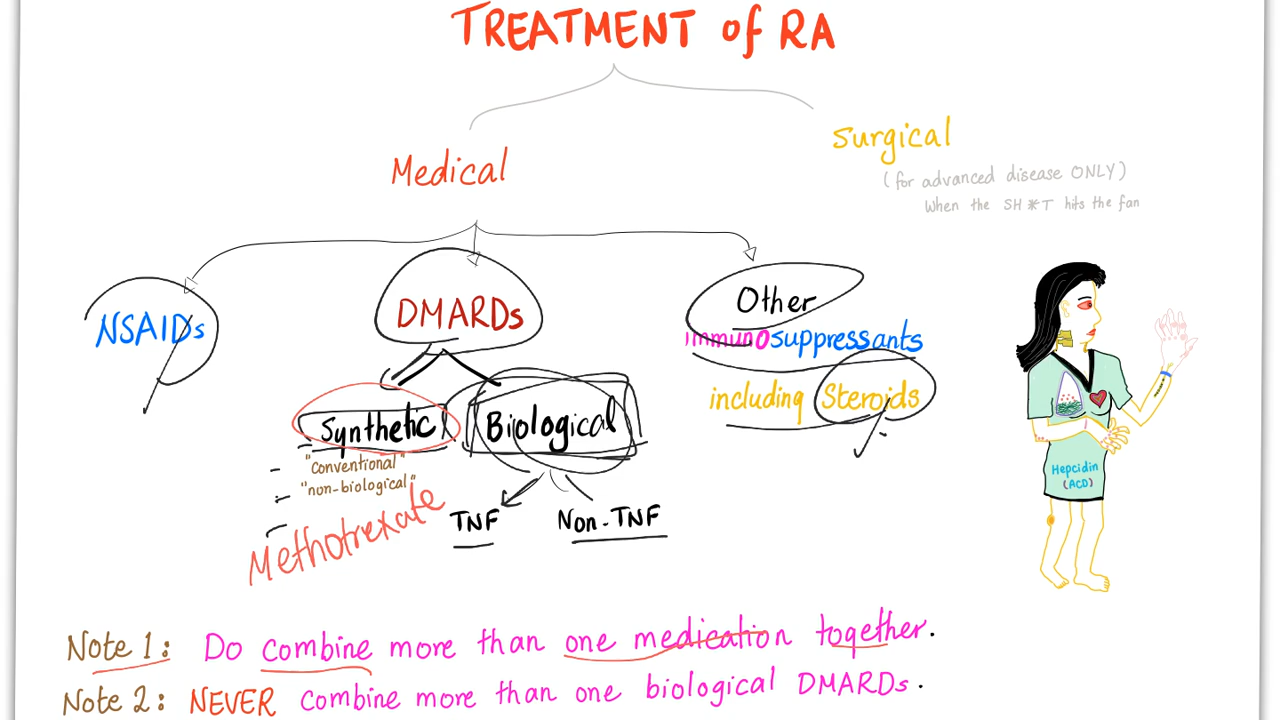 TREATMENT of RA
Medical
Surgical
(for advanced disease ONLY)
When the SH*T hits the fan
NSAIDs
DMARDs
Other
immunosuppressants
including Steroids
Synthetic
"Conventional"
"non-biological"
Methotrexate
Biological
TNF
Non-TNF
Hepcidin
(ACD)
Note 1: Do combine more than one medication together.
Note 2: NEVER combine more than one biological DMARDs.